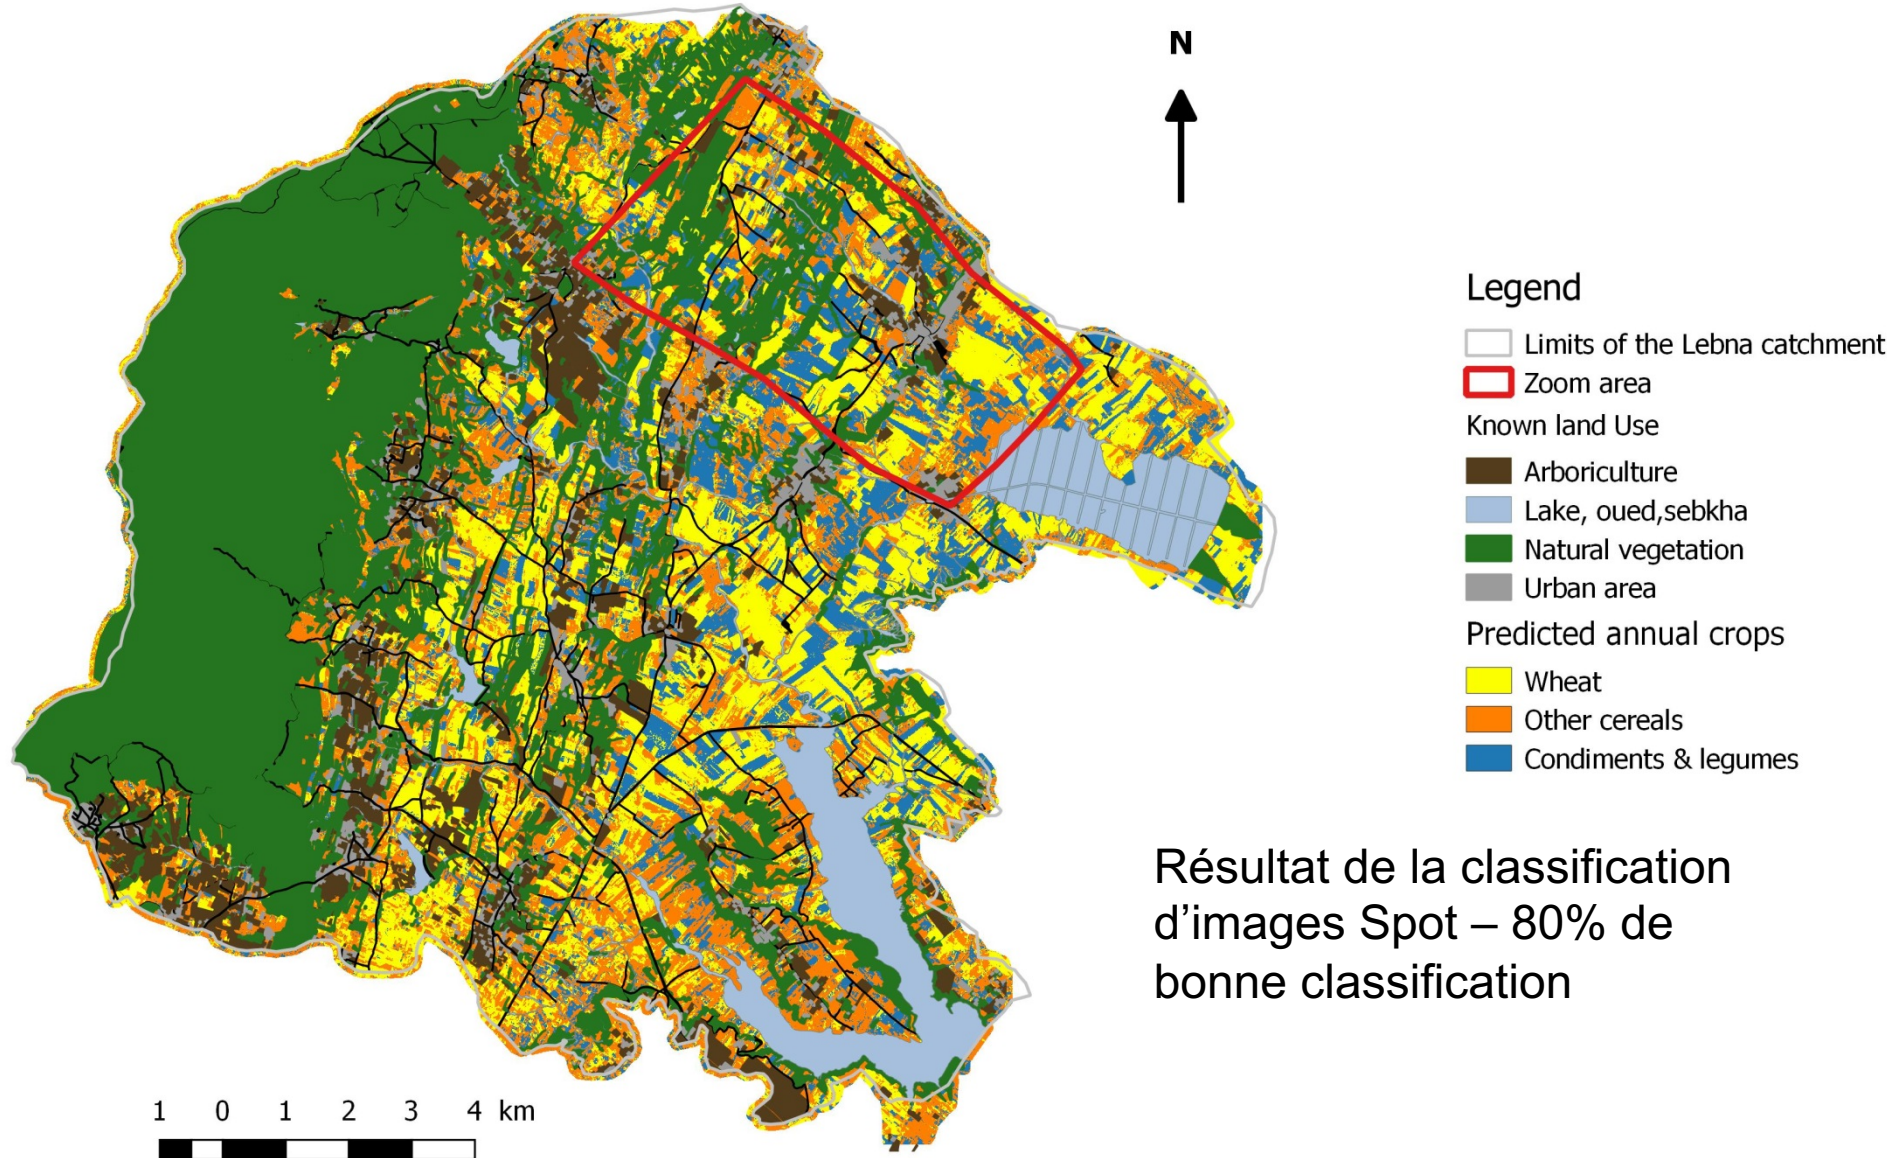 N
Legend
Limits of the Lebna catchment
Zoom area
Known land Use
Arboriculture
Lake, oued,sebkha
Natural vegetation
Urban area
Predicted annual crops
Wheat
Other cereals
Condiments & legumes
Résultat de la classification
d’images Spot – 80% de
bonne classification
1 0 1 2 3 4 km